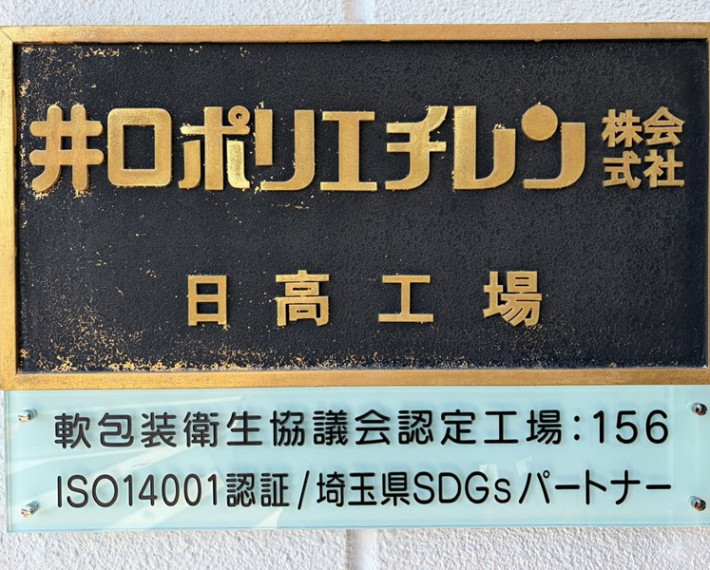 井口ポリエチレン株式会社
日高工場
軟包装衛生協議会認定工場:156
ISO14001認証/埼玉県SDGsパートナー